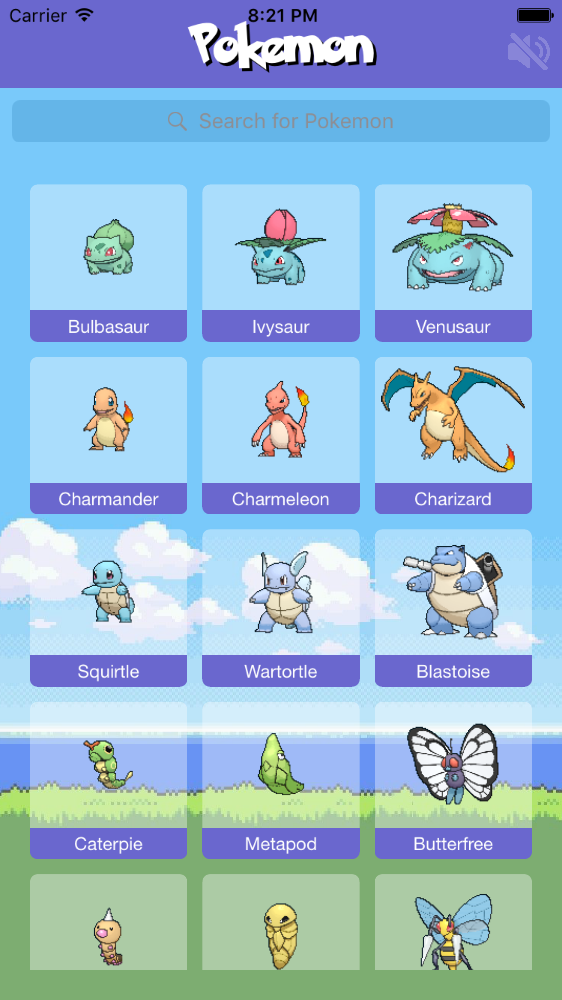 Carrier 8:21 PM
Pokemon
Search for Pokemon
Bulbasaur Ivysaur Venusaur
Charmander Charmeleon Charizard
Squirtle Wartortle Blastoise
Caterpie Metapod Butterfree